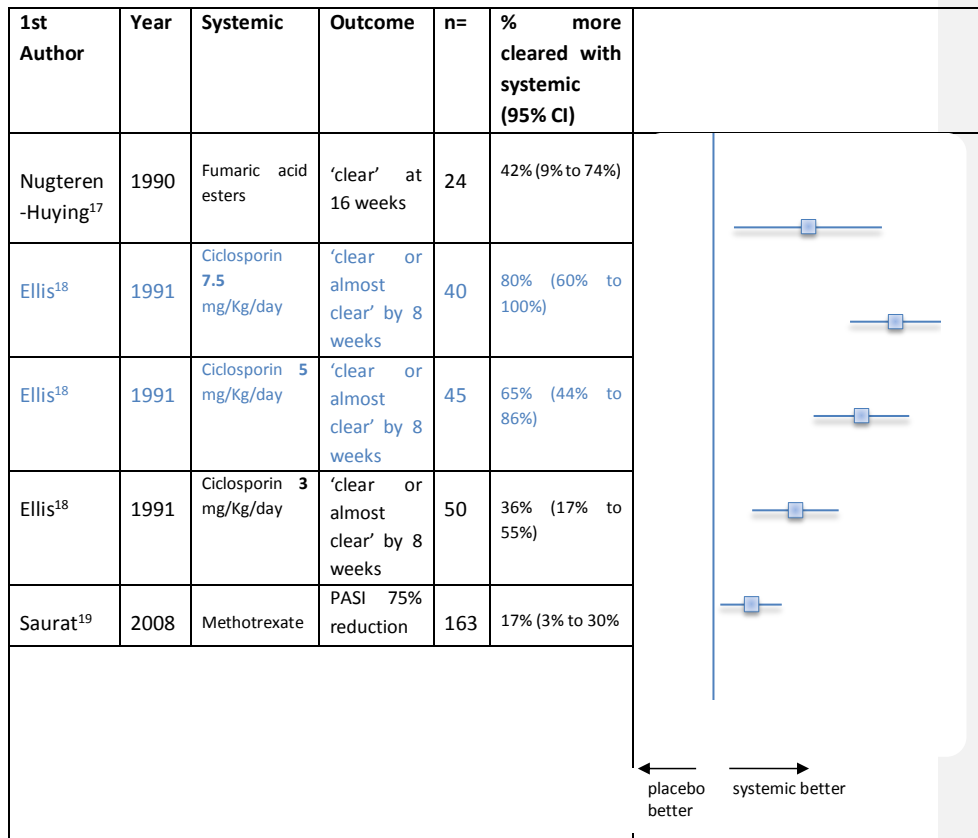 1st Author
Year
Systemic
Outcome
n=
% more cleared with systemic (95% CI)
Nugteren
-Huying17
1990
Fumaric acid
esters
‘clear’ at
16 weeks
24
42% (9% to 74%)
Ellis18
1991
Ciclosporin
7.5
mg/Kg/day
‘clear or
almost
clear’ by 8
weeks
40
80% (60% to
100%)
Ellis18
1991
Ciclosporin 5
mg/Kg/day
‘clear or
almost
clear’ by 8
weeks
45
65% (44% to
86%)
Ellis18
1991
Ciclosporin 3
mg/Kg/day
‘clear or
almost
clear’ by 8
weeks
50
36% (17% to
55%)
Saurat19
2008
Methotrexate
PASI 75%
reduction
163
17% (3% to 30%
placebo
better
systemic better